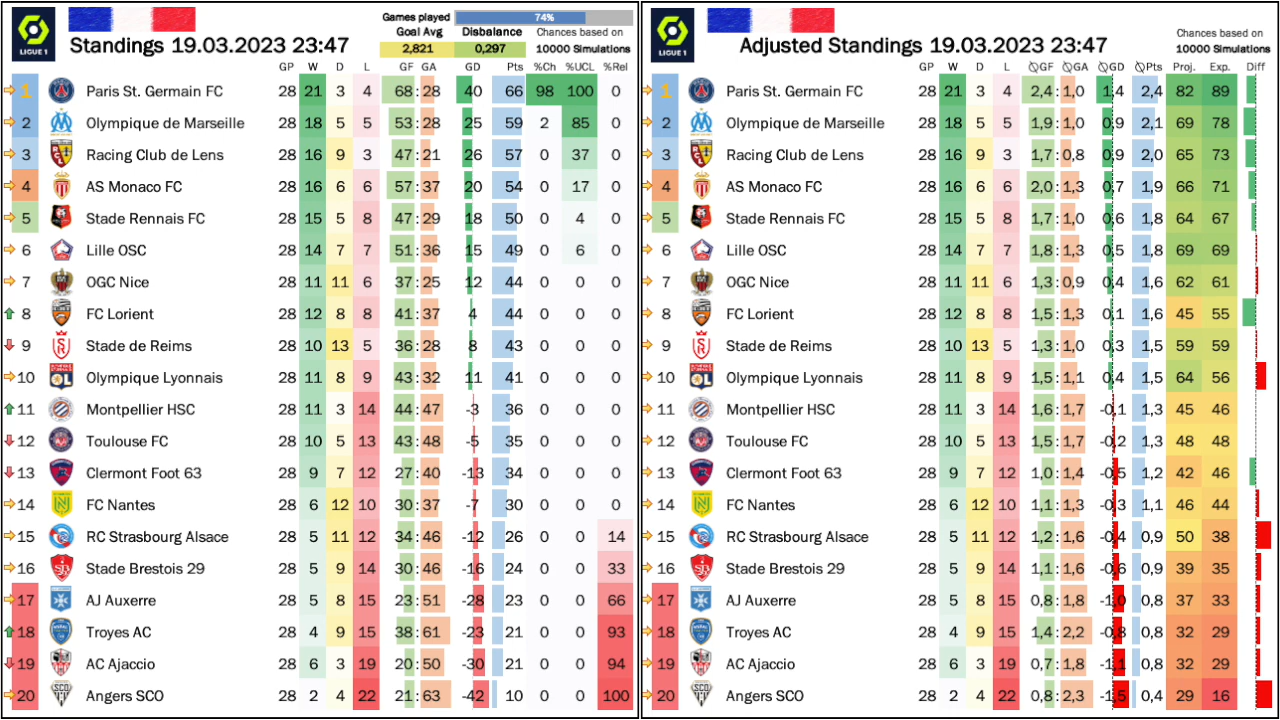 LIGUE 1
Standings 19.03.2023 23:47
Games played 74%
Goal Avg Disbalance
2,821 0,297
Chances based on
10000 Simulations
GP W D L GF GA GD Pts %Ch %UCL %Rel
1 Paris St. Germain FC 28 21 3 4 68:28 40 66 98 100 0
2 Olympique de Marseille 28 18 5 5 53:28 25 59 2 85 0
3 Racing Club de Lens 28 16 9 3 47:21 26 57 0 37 0
4 AS Monaco FC 28 16 6 6 57:37 20 54 0 17 0
5 Stade Rennais FC 28 15 5 8 47:29 18 50 0 4 0
6 Lille OSC 28 14 7 7 51:36 15 49 0 6 0
7 OGC Nice 28 11 11 6 37:25 12 44 0 0 0
8 FC Lorient 28 12 8 8 41:37 4 44 0 0 0
9 Stade de Reims 28 10 13 5 36:28 8 43 0 0 0
10 Olympique Lyonnais 28 11 8 9 43:32 11 41 0 0 0
11 Montpellier HSC 28 11 3 14 44:47 -3 36 0 0 0
12 Toulouse FC 28 10 5 13 43:48 -5 35 0 0 0
13 Clermont Foot 63 28 9 7 12 27:40 -13 34 0 0 0
14 FC Nantes 28 6 12 10 30:37 -7 30 0 0 0
15 RC Strasbourg Alsace 28 5 11 12 34:46 -12 26 0 0 14
16 Stade Brestois 29 28 5 9 14 30:46 -16 24 0 0 33
17 AJ Auxerre 28 5 8 15 23:51 -28 23 0 0 66
18 Troyes AC 28 4 9 15 38:61 -23 21 0 0 93
19 AC Ajaccio 28 6 3 19 20:50 -30 21 0 0 94
20 Angers SCO 28 2 4 22 21:63 -42 10 0 0 100
LIGUE 1
Adjusted Standings 19.03.2023 23:47
Chances based on
10000 Simulations
GP W D L ∅GF ∅GA ∅GD ∅Pts Proj. Exp. Diff
1 Paris St. Germain FC 28 21 3 4 2,4:1,0 1,4 2,4 82 89
2 Olympique de Marseille 28 18 5 5 1,9:1,0 0,9 2,1 69 78
3 Racing Club de Lens 28 16 9 3 1,7:0,8 0,9 2,0 65 73
4 AS Monaco FC 28 16 6 6 2,0:1,3 0,7 1,9 66 71
5 Stade Rennais FC 28 15 5 8 1,7:1,0 0,6 1,8 64 67
6 Lille OSC 28 14 7 7 1,8:1,3 0,5 1,8 69 69
7 OGC Nice 28 11 11 6 1,3:0,9 0,4 1,6 62 61
8 FC Lorient 28 12 8 8 1,5:1,3 0,1 1,6 45 55
9 Stade de Reims 28 10 13 5 1,3:1,0 0,3 1,5 59 59
10 Olympique Lyonnais 28 11 8 9 1,5:1,1 0,4 1,5 64 56
11 Montpellier HSC 28 11 3 14 1,6:1,7 -0,1 1,3 45 46
12 Toulouse FC 28 10 5 13 1,5:1,7 -0,2 1,3 48 48
13 Clermont Foot 63 28 9 7 12 1,0:1,4 -0,5 1,2 42 46
14 FC Nantes 28 6 12 10 1,1:1,3 -0,3 1,1 46 44
15 RC Strasbourg Alsace 28 5 11 12 1,2:1,6 -0,4 0,9 50 38
16 Stade Brestois 29 28 5 9 14 1,1:1,6 -0,6 0,9 39 35
17 AJ Auxerre 28 5 8 15 0,8:1,8 -1,0 0,8 37 33
18 Troyes AC 28 4 9 15 1,4:2,2 -0,8 0,8 32 29
19 AC Ajaccio 28 6 3 19 0,7:1,8 -1,1 0,8 32 29
20 Angers SCO 28 2 4 22 0,8:2,3 -1,5 0,4 29 16